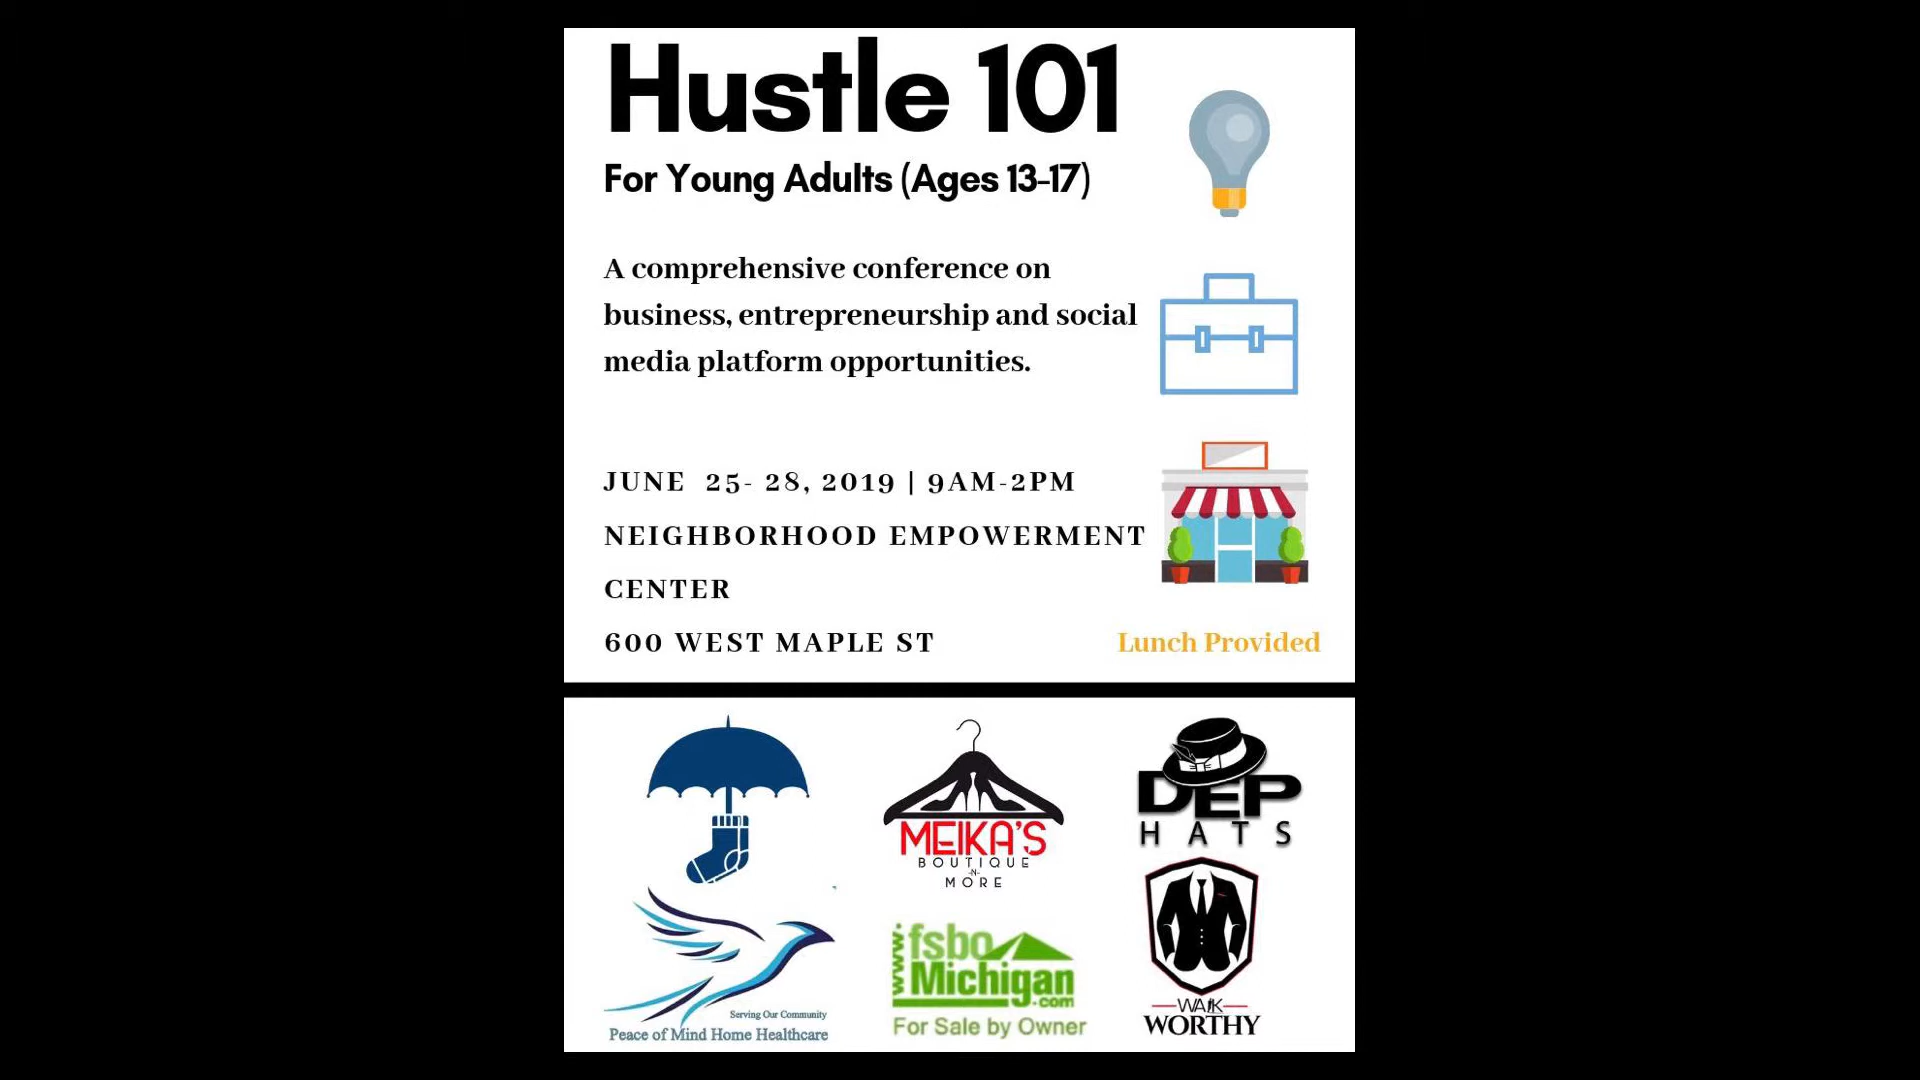 Hustle 101
For Young Adults (Ages 13-17)
A comprehensive conference on
business, entrepreneurship and social
media platform opportunities.
JUNE 25- 28, 2019 | 9AM-2PM
NEIGHBORHOOD EMPOWERMENT
CENTER
600 WEST MAPLE ST
Lunch Provided
MEIKA'S
BOUTIQUE
-N-
MORE
DEP
HATS
Serving Our Community
Peace of Mind Home Healthcare
www.fsbo
Michigan
.com
For Sale by Owner
WALK
WORTHY